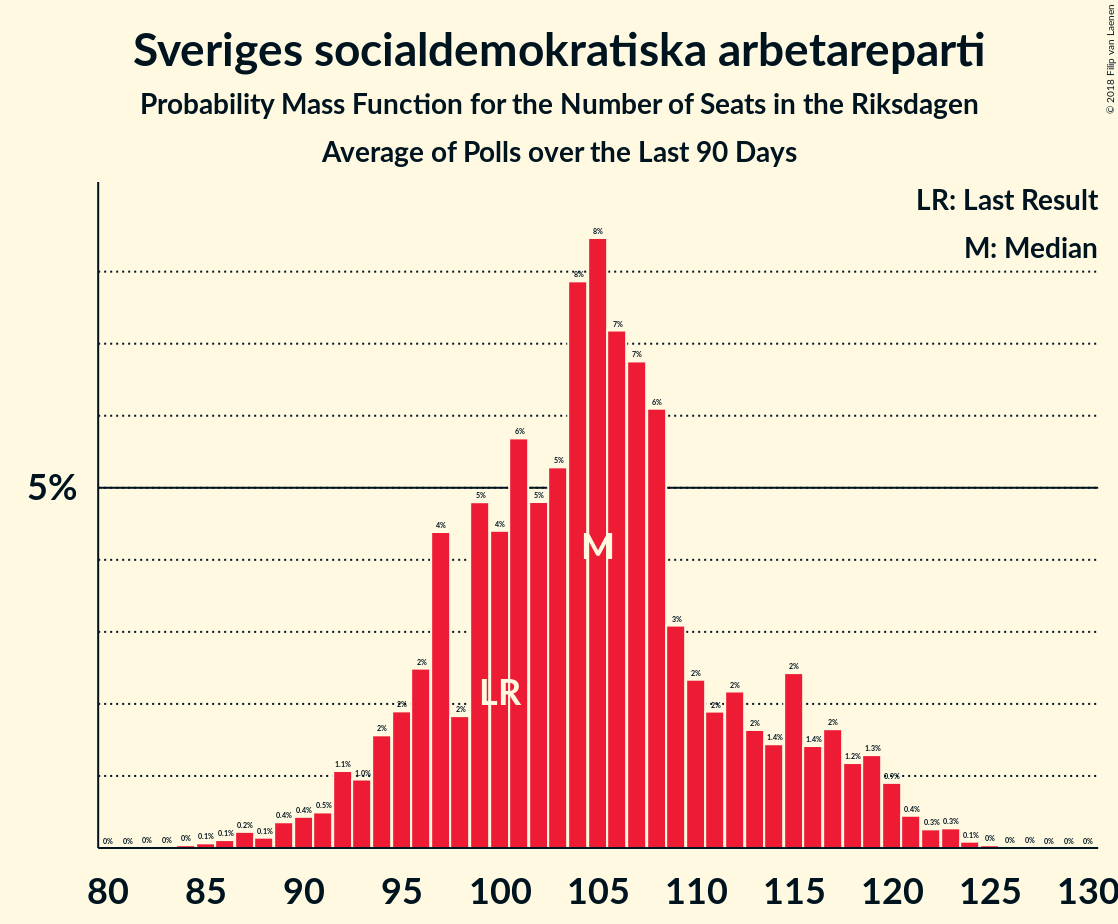 Sveriges socialdemokratiska arbetareparti
Probability Mass Function for the Number of Seats in the Riksdagen
Average of Polls over the Last 90 Days
© 2018 Filip van Laenen
LR: Last Result
M: Median
5%
0% 0% 0% 0% 0% 0.1% 0.1% 0.2% 0.1% 0.4% 0.4% 0.5% 1.1% 1.0% 2% 2% 2% 4% 2% 5% 4% 6% 5% 5% 8% 8% 7% 7% 6% 3% 2% 2% 2% 2% 1.4% 2% 1.4% 2% 1.2% 1.3% 0.9% 0.4% 0.3% 0.3% 0.1% 0% 0% 0% 0% 0% 0%
M
LR
80 85 90 95 100 105 110 115 120 125 130